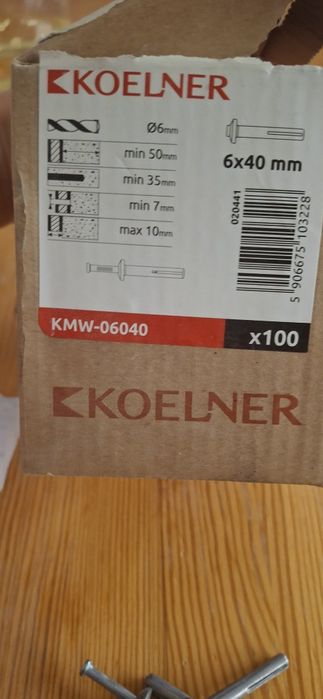 KOELNER
Ø6mm
min 50mm
6x40 mm
min 35mm
min 7mm
max 10mm
020441
5 906675 103228
KMW-06040
x100
KOELNER